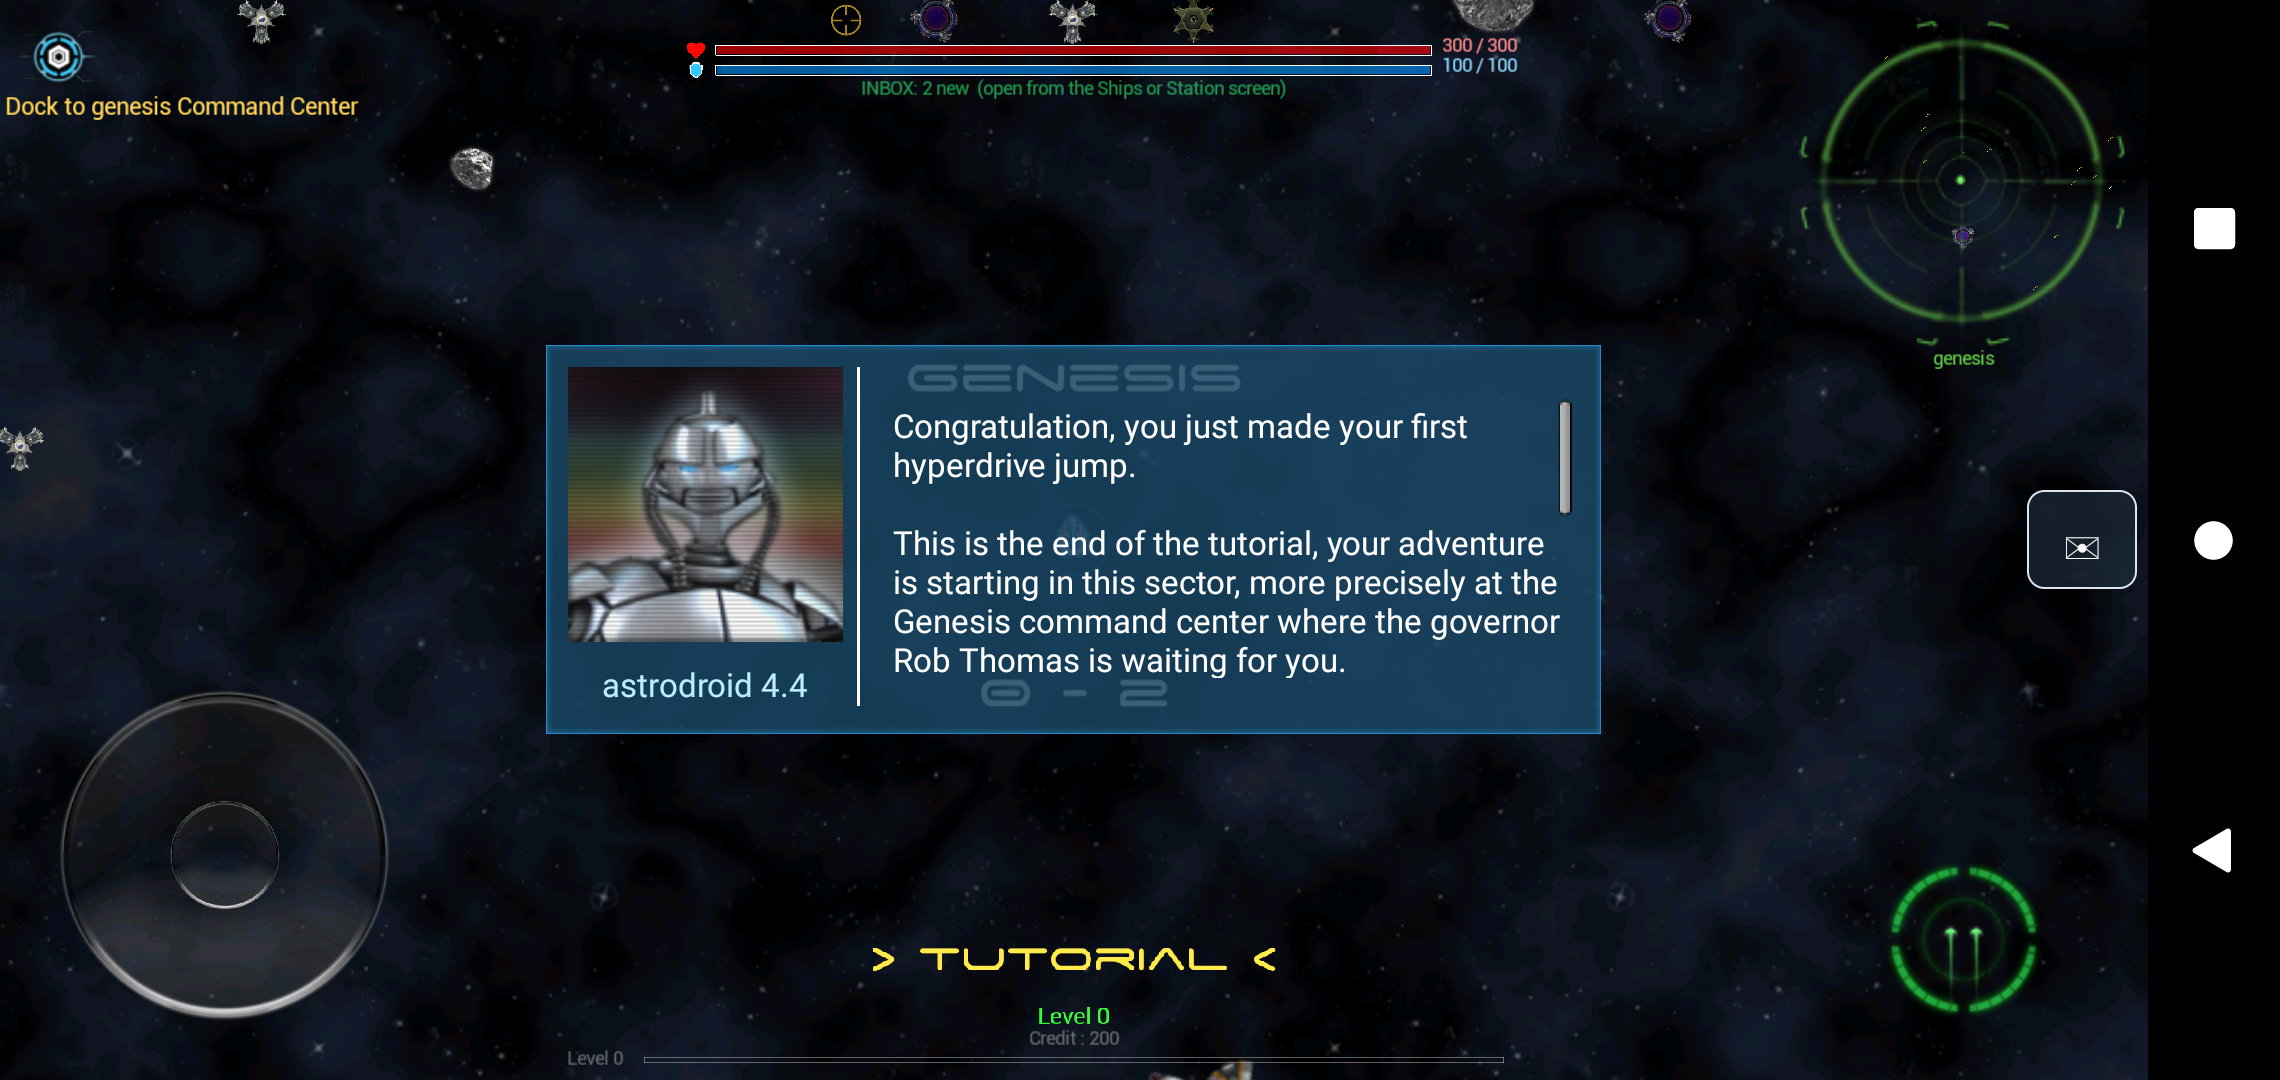 300 / 300
100 / 100
INBOX: 2 new (open from the Ships or Station screen)
Dock to genesis Command Center
genesis
GENESIS
Congratulation, you just made your first
hyperdrive jump.
This is the end of the tutorial, your adventure
is starting in this sector, more precisely at the
Genesis command center where the governor
Rob Thomas is waiting for you.
astrodroid 4.4
0 - 2
> TUTORIAL <
Level 0
Credit : 200
Level 0